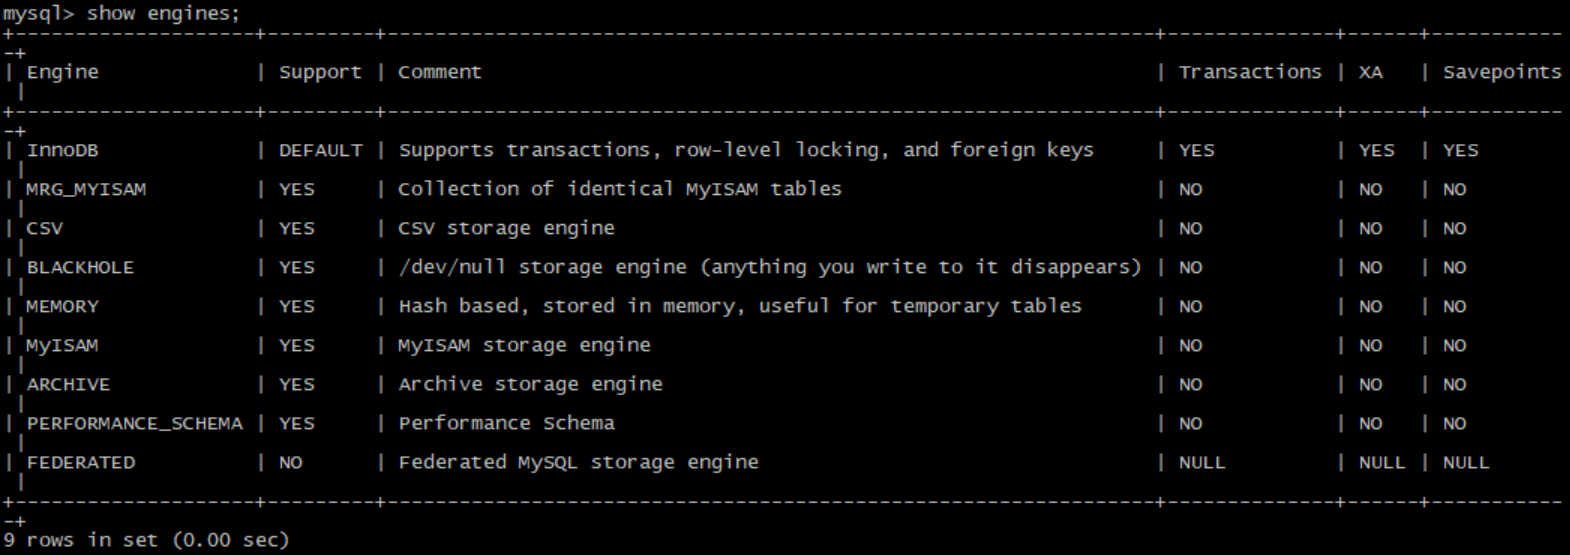 mysql> show engines;
+--------------------+---------+----------------------------------------------------------------+--------------+------+-----------
-+
| Engine             | Support | Comment                                                        | Transactions | XA   | Savepoints
 |
+--------------------+---------+----------------------------------------------------------------+--------------+------+-----------
-+
| InnoDB             | DEFAULT | Supports transactions, row-level locking, and foreign keys     | YES          | YES  | YES
 |
| MRG_MYISAM         | YES     | Collection of identical MyISAM tables                          | NO           | NO   | NO
 |
| CSV                | YES     | CSV storage engine                                             | NO           | NO   | NO
 |
| BLACKHOLE          | YES     | /dev/null storage engine (anything you write to it disappears) | NO           | NO   | NO
 |
| MEMORY             | YES     | Hash based, stored in memory, useful for temporary tables      | NO           | NO   | NO
 |
| MyISAM             | YES     | MyISAM storage engine                                          | NO           | NO   | NO
 |
| ARCHIVE            | YES     | Archive storage engine                                         | NO           | NO   | NO
 |
| PERFORMANCE_SCHEMA | YES     | Performance Schema                                             | NO           | NO   | NO
 |
| FEDERATED          | NO      | Federated MySQL storage engine                                 | NULL         | NULL | NULL
 |
+--------------------+---------+----------------------------------------------------------------+--------------+------+-----------
-+
9 rows in set (0.00 sec)